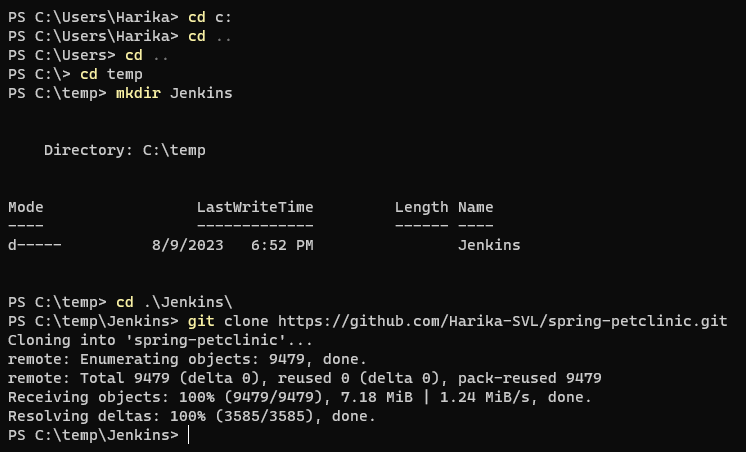 PS C:\Users\Harika> cd c:
PS C:\Users\Harika> cd ..
PS C:\Users> cd ..
PS C:\> cd temp
PS C:\temp> mkdir Jenkins
Directory: C:\temp
Mode                 LastWriteTime         Length Name
----                 -------------         ------ ----
d-----          8/9/2023   6:52 PM                Jenkins
PS C:\temp> cd .\Jenkins\
PS C:\temp\Jenkins> git clone https://github.com/Harika-SVL/spring-petclinic.git
Cloning into 'spring-petclinic'...
remote: Enumerating objects: 9479, done.
remote: Total 9479 (delta 0), reused 0 (delta 0), pack-reused 9479
Receiving objects: 100% (9479/9479), 7.18 MiB | 1.24 MiB/s, done.
Resolving deltas: 100% (3585/3585), done.
PS C:\temp\Jenkins>